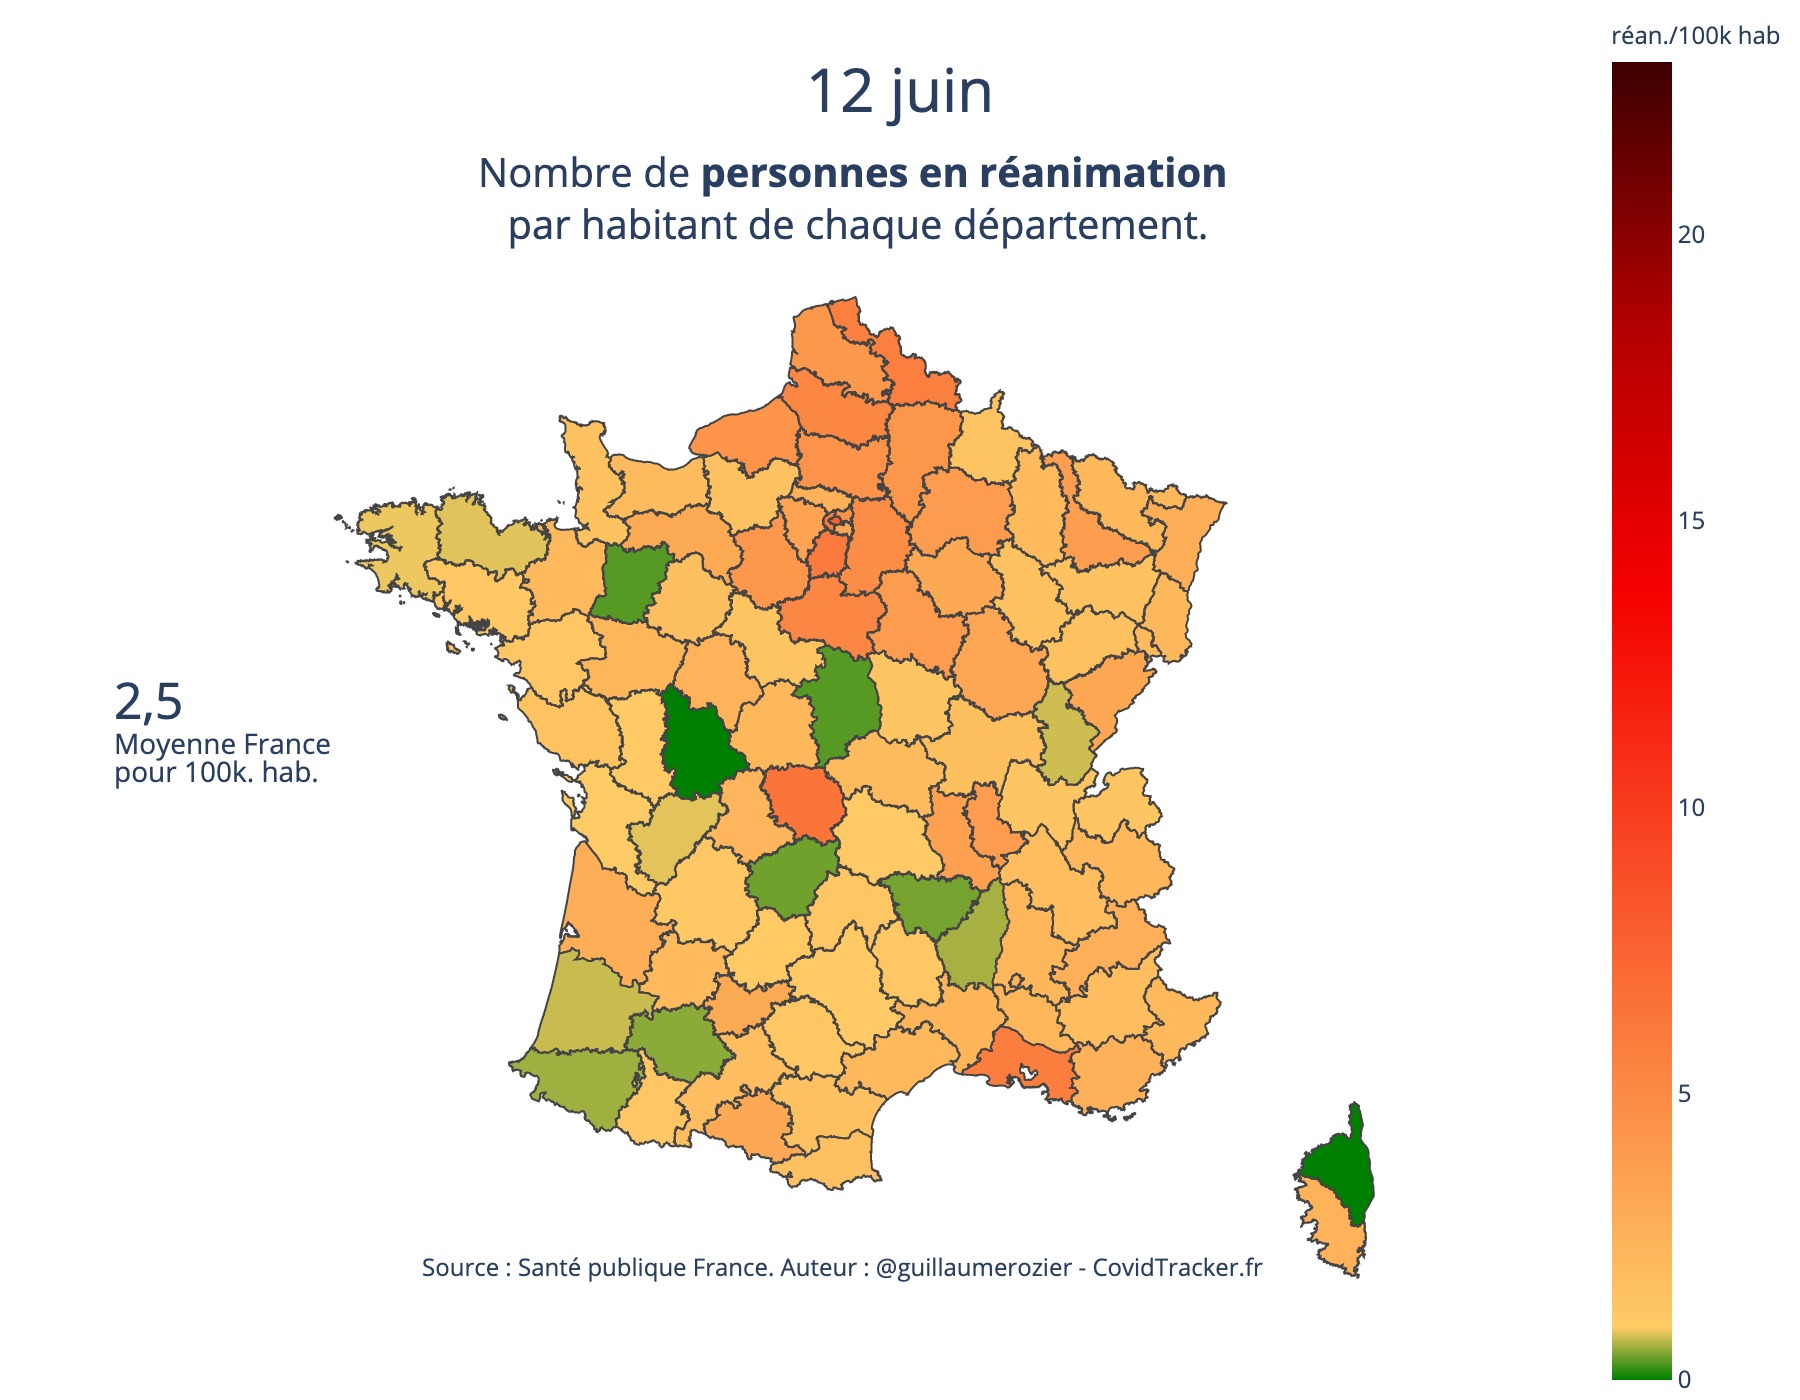 réan./100k hab
12 juin
Nombre de personnes en réanimation
par habitant de chaque département.
20
15
2,5
Moyenne France
pour 100k. hab.
10
5
Source : Santé publique France. Auteur : @guillaumerozier - CovidTracker.fr
0